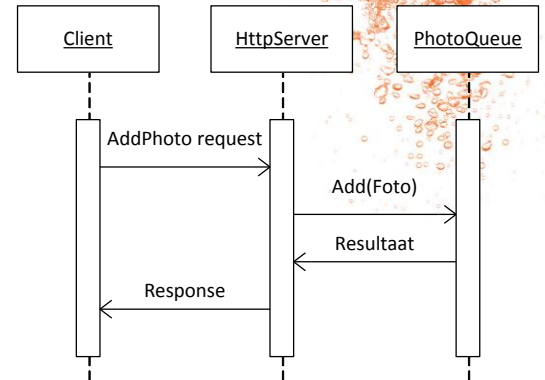 Client
HttpServer
PhotoQueue
AddPhoto request
Add(Foto)
Resultaat
Response